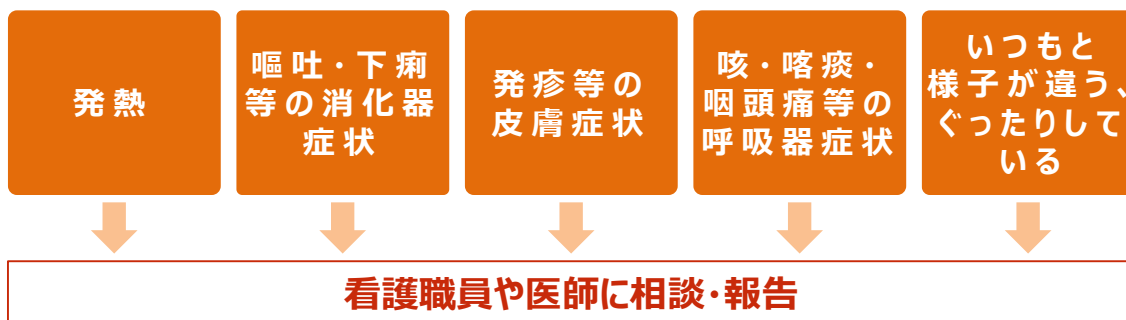 発熱
嘔吐・下痢
等の消化器
症状
発疹等の
皮膚症状
咳・喀痰・
咽頭痛等の
呼吸器症状
いつもと
様子が違う、
ぐったりして
いる
看護職員や医師に相談・報告